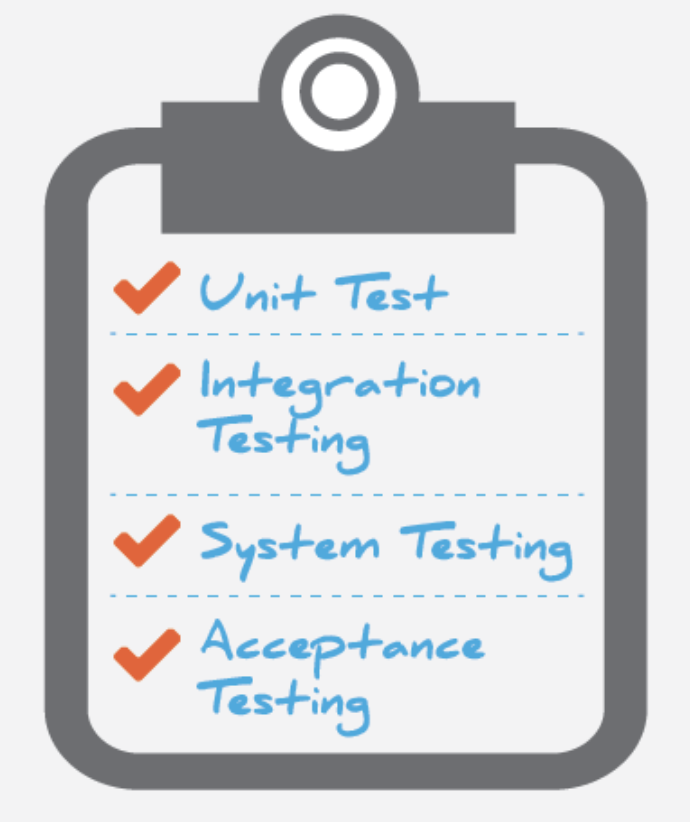 Unit Test
Integration
Testing
System Testing
Acceptance
Testing